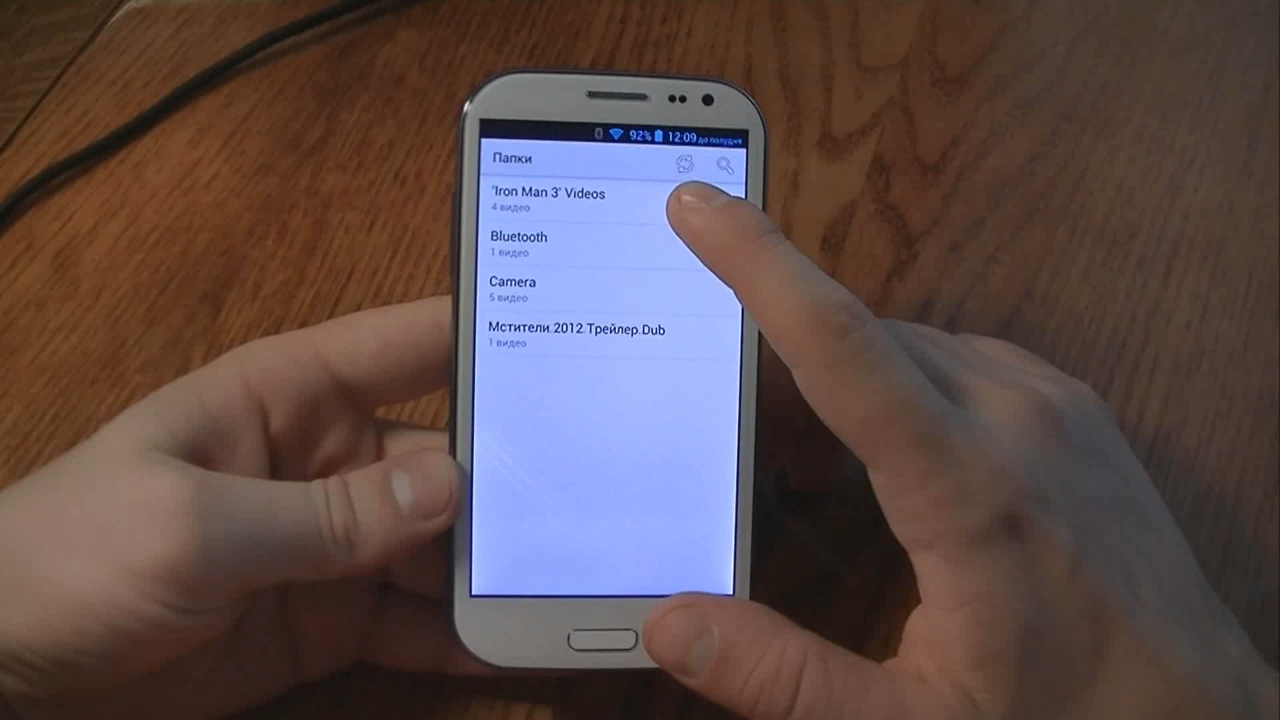 92% 12:09 до полудня
Папки
'Iron Man 3' Videos
4 видео
Bluetooth
1 видео
Camera
5 видео
Мстители.2012.Трейлер.Dub
1 видео